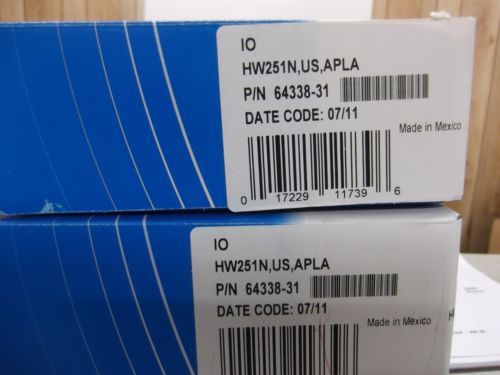 IO
HW251N,US,APLA
P/N 64338-31
DATE CODE: 07/11
Made in Mexico
0 17229 11739 6
IO
HW251N,US,APLA
P/N 64338-31
DATE CODE: 07/11
Made in Mexico